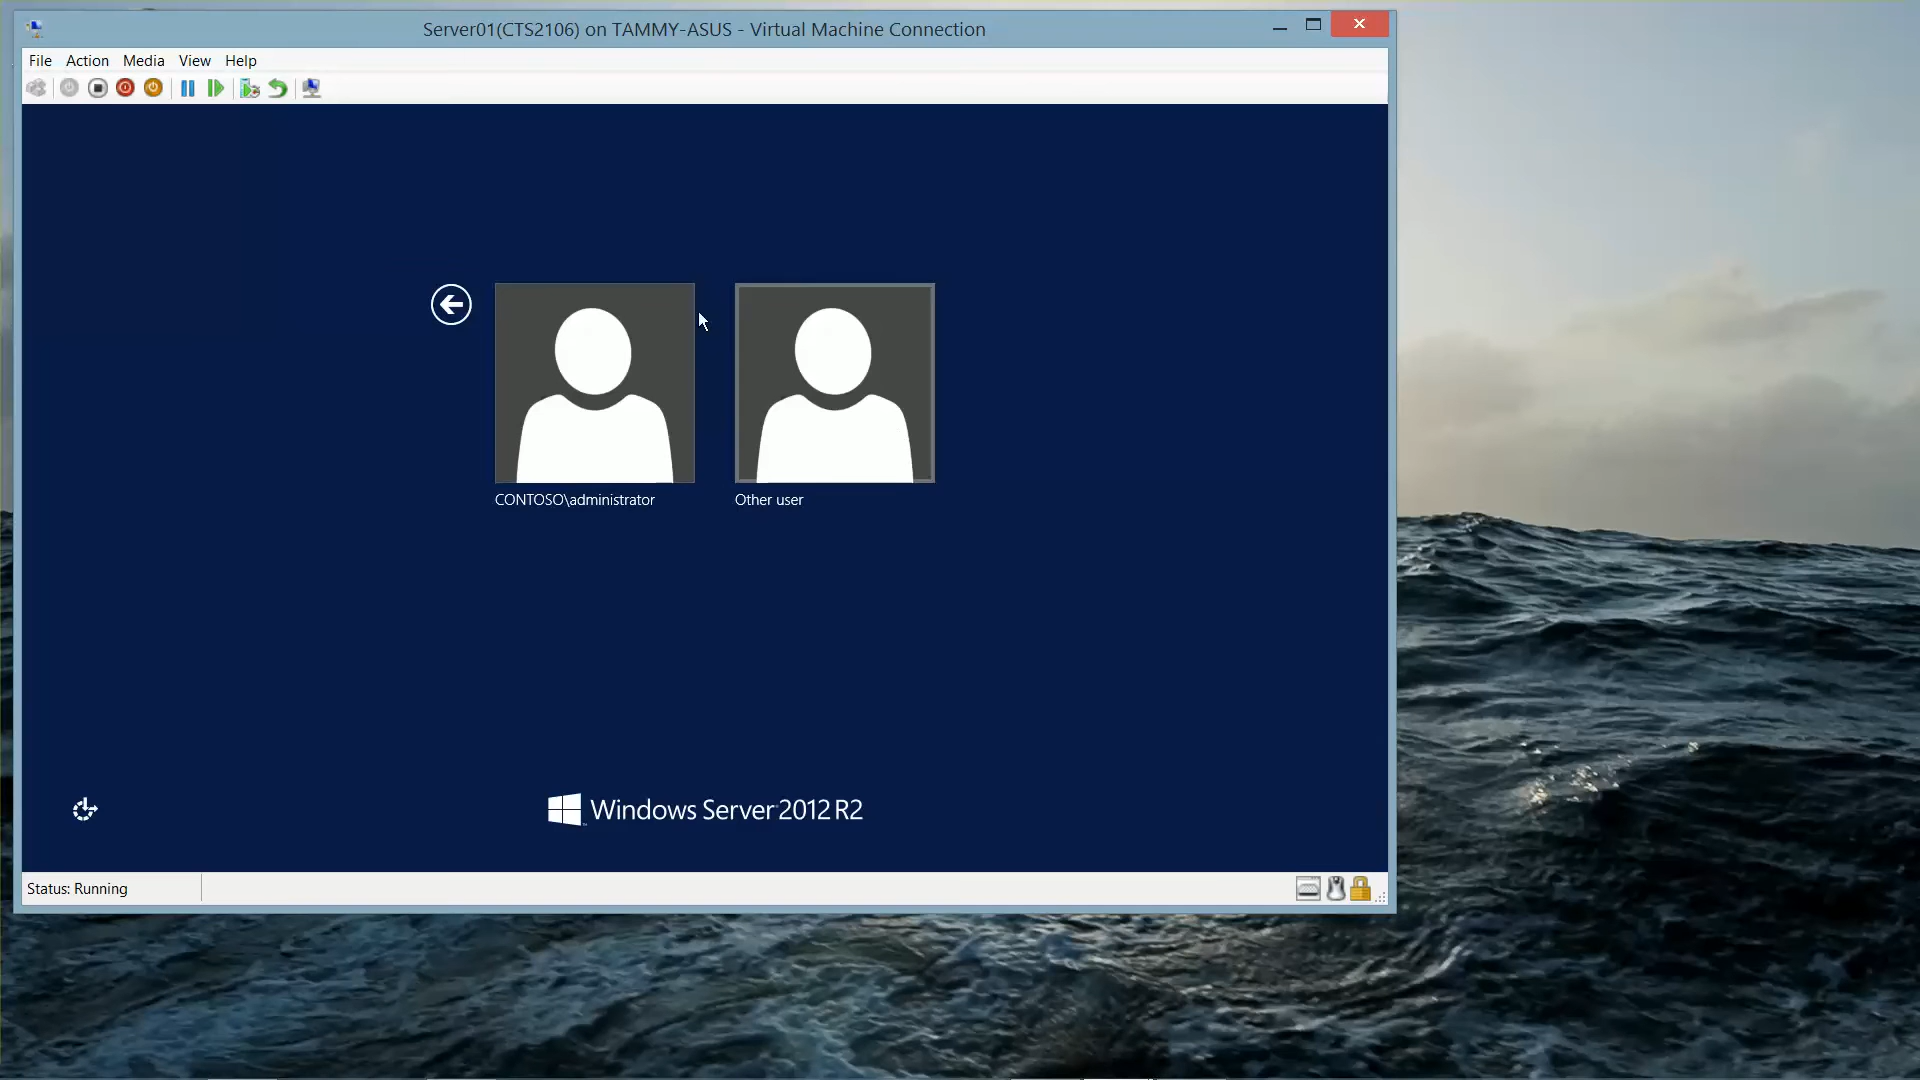 Server01(CTS2106) on TAMMY-ASUS - Virtual Machine Connection
File Action Media View Help
CONTOSO\administrator
Other user
Windows Server 2012 R2
Status: Running